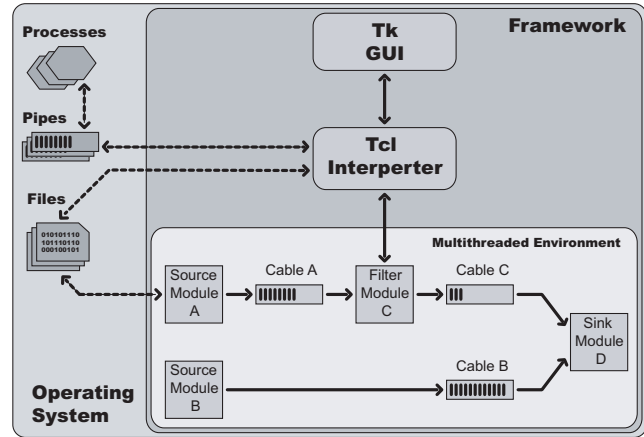 Processes
Pipes
Files
010101110
101110110
000100101
Operating
System
Framework
Tk
GUI
Tcl
Interperter
Multithreaded Environment
Source
Module
A
Cable A
Filter
Module
C
Cable C
Sink
Module
D
Source
Module
B
Cable B